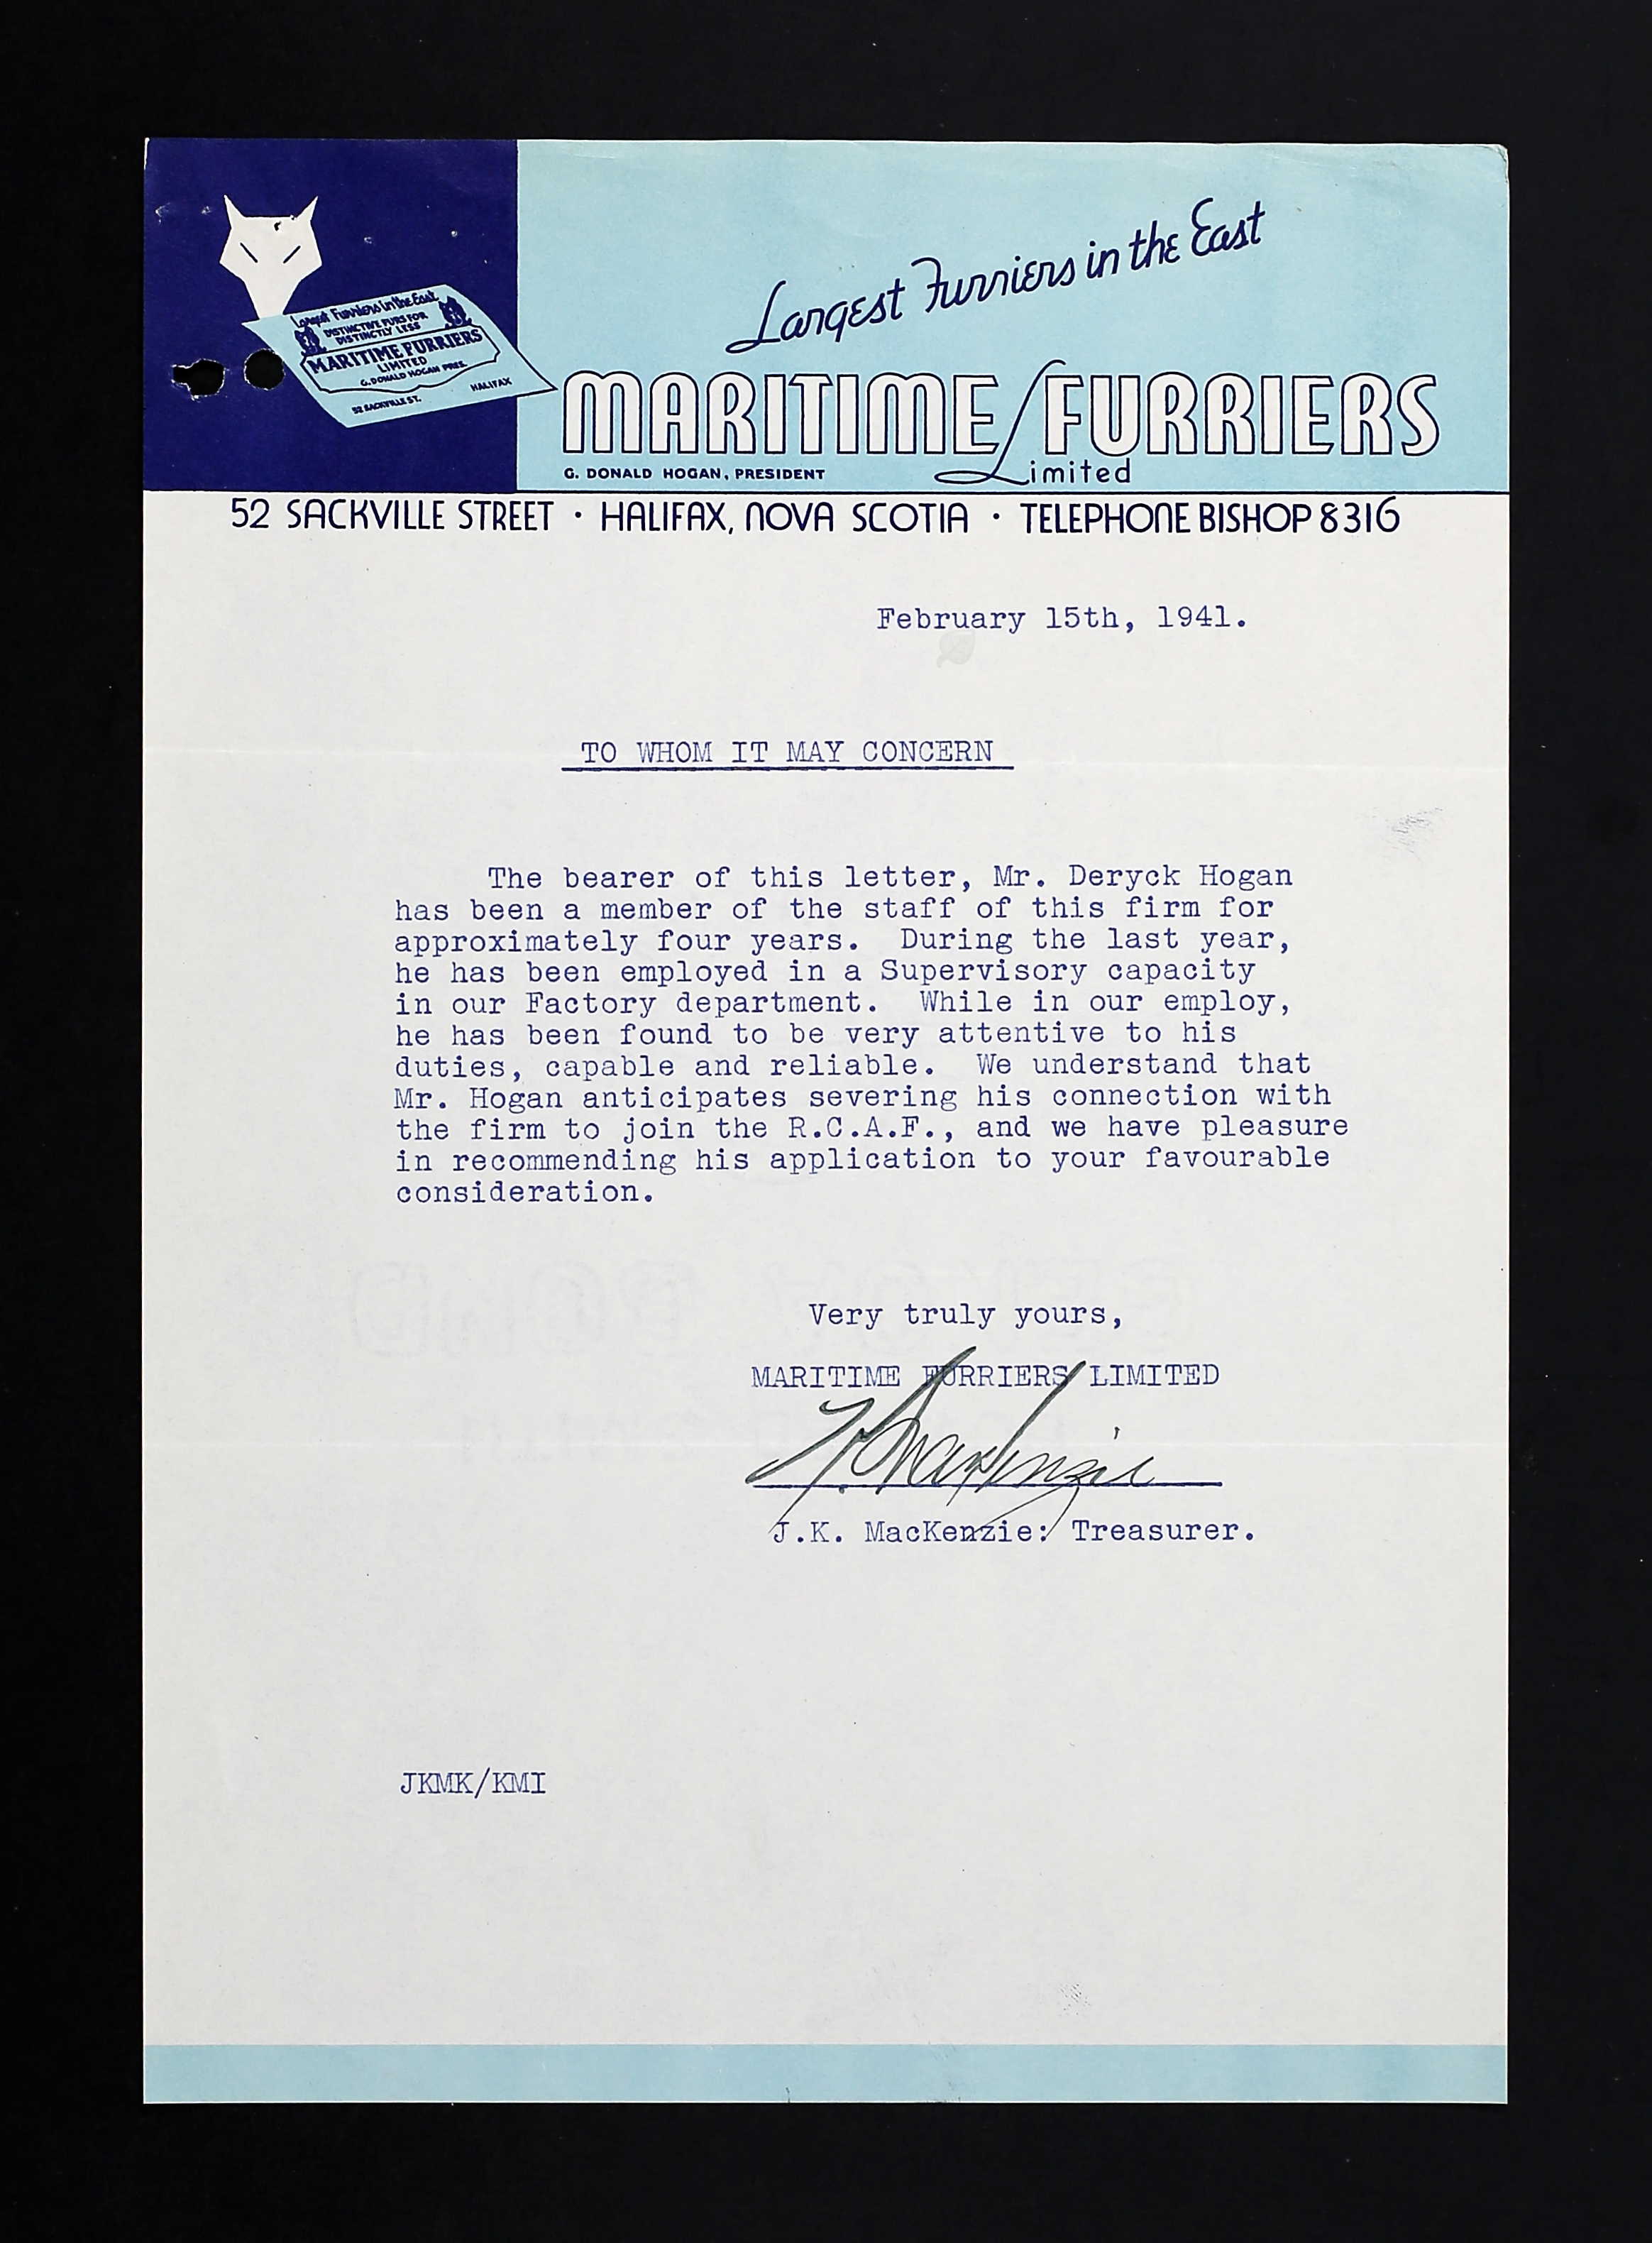 Largest Furriers in the East
DISTINCTIVE FURS FOR
DISTINCTLY LESS
MARITIME FURRIERS
LIMITED
G. DONALD HOGAN PRES.
52 SACKVILLE ST. HALIFAX
Largest Furriers in the East
MARITIME FURRIERS
G. DONALD HOGAN, PRESIDENT Limited
52 SACKVILLE STREET · HALIFAX, NOVA SCOTIA · TELEPHONE BISHOP 8316
February 15th, 1941.
TO WHOM IT MAY CONCERN
The bearer of this letter, Mr. Deryck Hogan
has been a member of the staff of this firm for
approximately four years. During the last year,
he has been employed in a Supervisory capacity
in our Factory department. While in our employ,
he has been found to be very attentive to his
duties, capable and reliable. We understand that
Mr. Hogan anticipates severing his connection with
the firm to join the R.C.A.F., and we have pleasure
in recommending his application to your favourable
consideration.
Very truly yours,
MARITIME FURRIERS LIMITED
J.K. MacKenzie: Treasurer.
JKMK/KMI